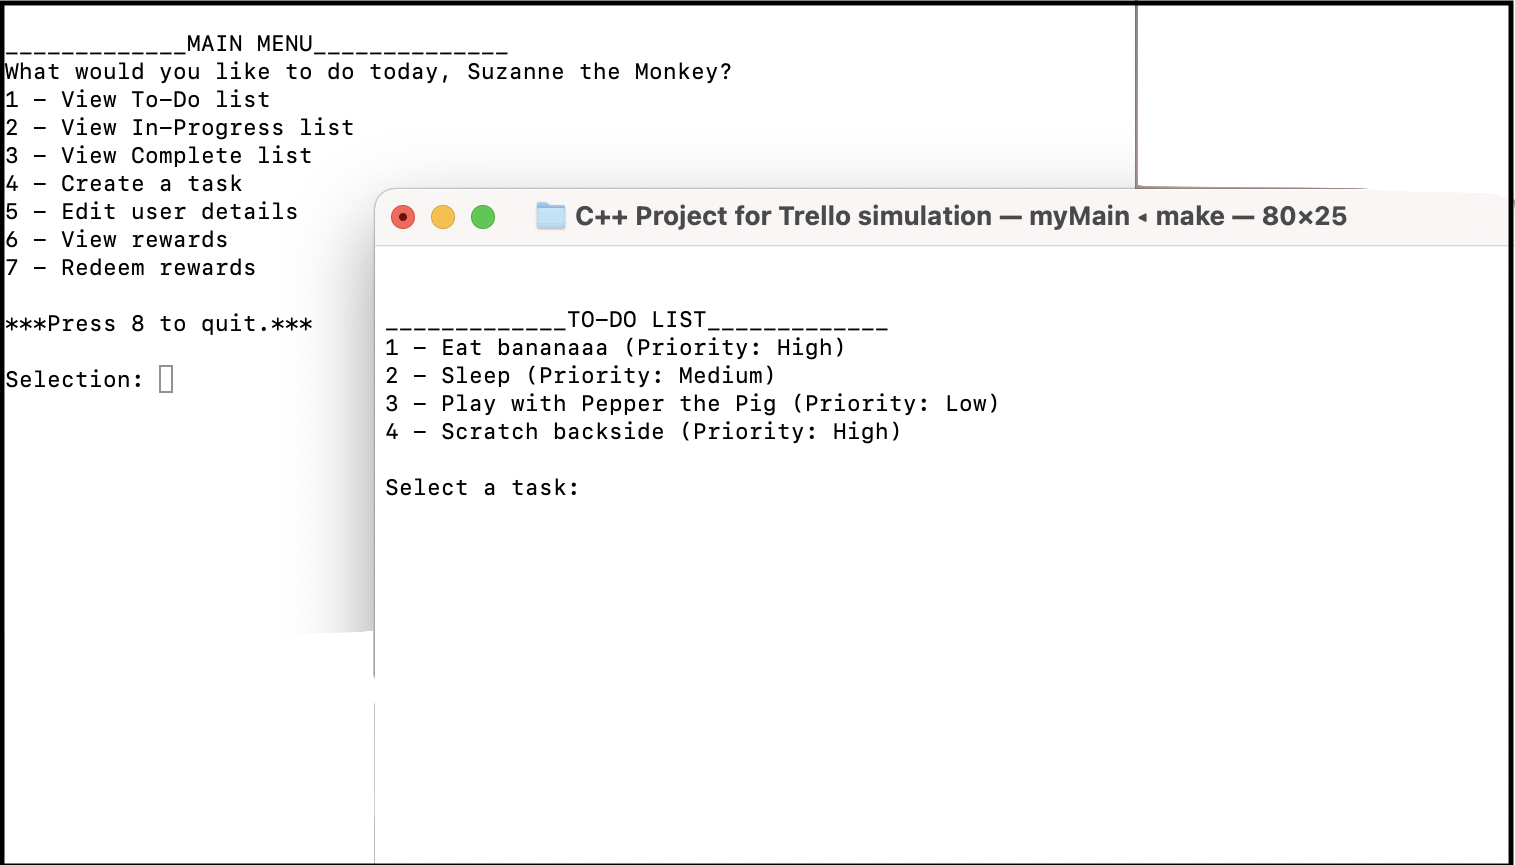 _____________MAIN MENU______________
What would you like to do today, Suzanne the Monkey?
1 - View To-Do list
2 - View In-Progress list
3 - View Complete list
4 - Create a task
5 - Edit user details
6 - View rewards
7 - Redeem rewards
***Press 8 to quit.***
Selection:
C++ Project for Trello simulation — myMain ◂ make — 80×25
_____________TO-DO LIST_____________
1 - Eat bananaaa (Priority: High)
2 - Sleep (Priority: Medium)
3 - Play with Pepper the Pig (Priority: Low)
4 - Scratch backside (Priority: High)
Select a task: